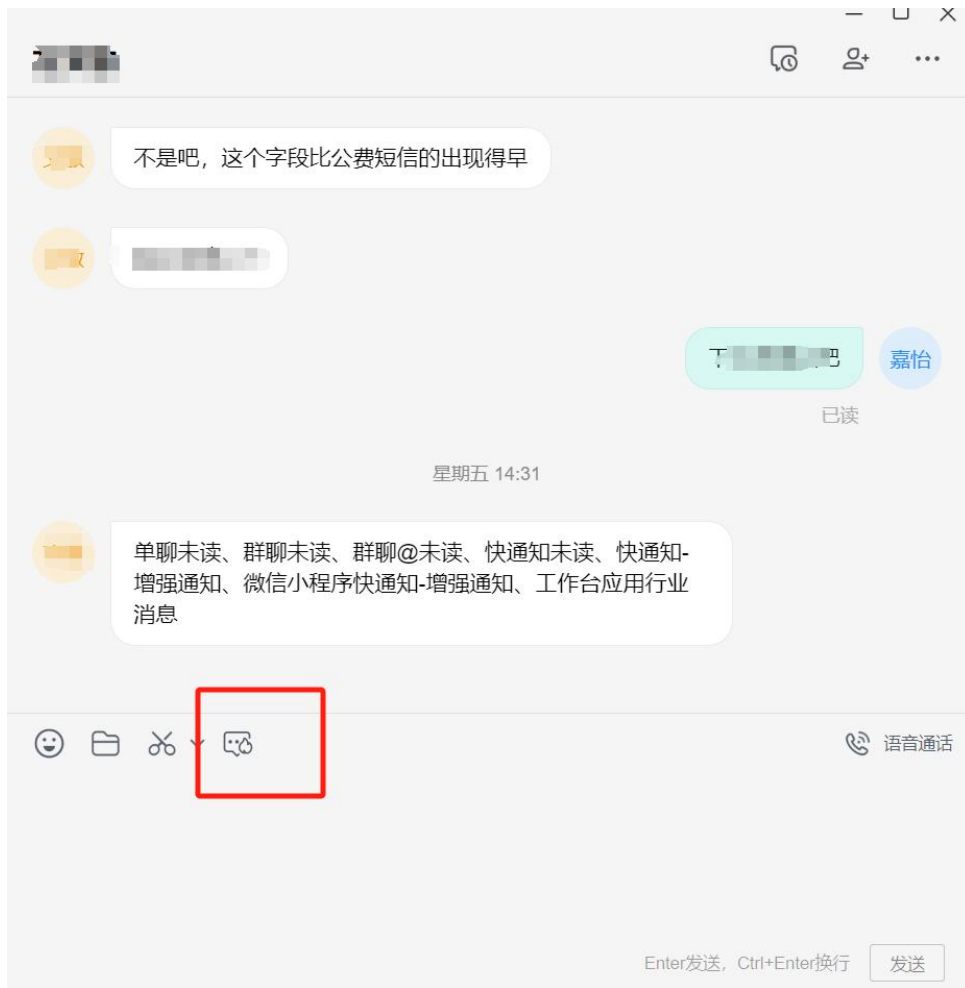 不是吧，这个字段比公费短信的出现得早
嘉怡
已读
星期五 14:31
单聊未读、群聊未读、群聊@未读、快通知未读、快通知-
增强通知、微信小程序快通知-增强通知、工作台应用行业
消息
语音通话
Enter发送，Ctrl+Enter换行
发送